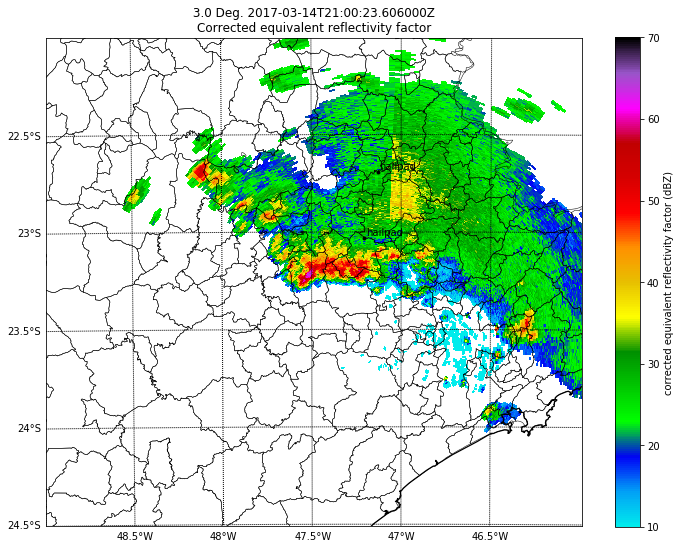 3.0 Deg. 2017-03-14T21:00:23.606000Z
Corrected equivalent reflectivity factor
70
60
50
40
30
20
10
corrected equivalent reflectivity factor (dBZ)
22.5°S
hailpad
23°S
hailpad
23.5°S
24°S
24.5°S
48.5°W
48°W
47.5°W
47°W
46.5°W